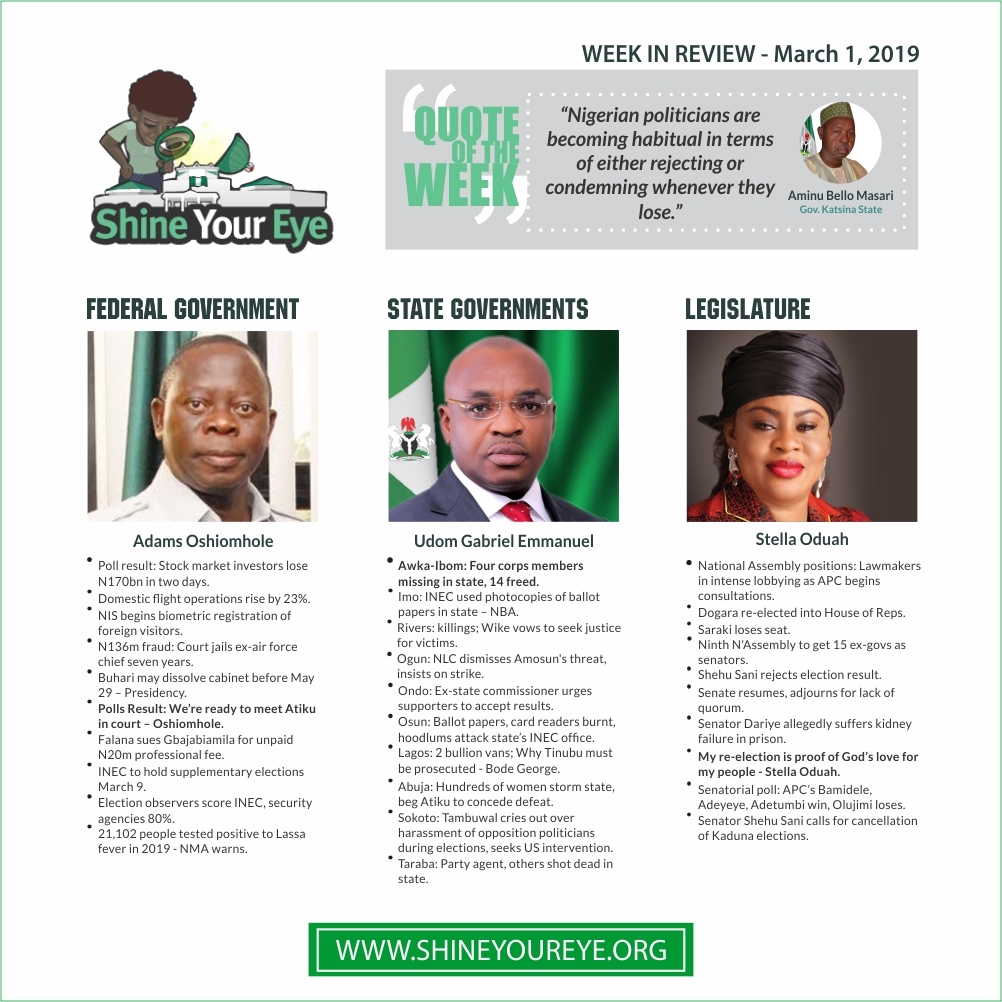 WEEK IN REVIEW - March 1, 2019
Shine Your Eye
QUOTE
OF THE
WEEK
“Nigerian politicians are
becoming habitual in terms
of either rejecting or
condemning whenever they
lose.”
Aminu Bello Masari
Gov. Katsina State
FEDERAL GOVERNMENT
Adams Oshiomhole
• Poll result: Stock market investors lose
N170bn in two days.
• Domestic flight operations rise by 23%.
• NIS begins biometric registration of
foreign visitors.
• N136m fraud: Court jails ex-air force
chief seven years.
• Buhari may dissolve cabinet before May
29 – Presidency.
• Polls Result: We’re ready to meet Atiku
in court – Oshiomhole.
• Falana sues Gbajabiamila for unpaid
N20m professional fee.
• INEC to hold supplementary elections
March 9.
• Election observers score INEC, security
agencies 80%.
• 21,102 people tested positive to Lassa
fever in 2019 - NMA warns.
STATE GOVERNMENTS
Udom Gabriel Emmanuel
• Awka-Ibom: Four corps members
missing in state, 14 freed.
• Imo: INEC used photocopies of ballot
papers in state – NBA.
• Rivers: killings; Wike vows to seek justice
for victims.
• Ogun: NLC dismisses Amosun's threat,
insists on strike.
• Ondo: Ex-state commissioner urges
supporters to accept results.
• Osun: Ballot papers, card readers burnt,
hoodlums attack state’s INEC office.
• Lagos: 2 bullion vans; Why Tinubu must
be prosecuted - Bode George.
• Abuja: Hundreds of women storm state,
beg Atiku to concede defeat.
• Sokoto: Tambuwal cries out over
harassment of opposition politicians
during elections, seeks US intervention.
• Taraba: Party agent, others shot dead in
state.
LEGISLATURE
Stella Oduah
• National Assembly positions: Lawmakers
in intense lobbying as APC begins
consultations.
• Dogara re-elected into House of Reps.
• Saraki loses seat.
• Ninth N'Assembly to get 15 ex-govs as
senators.
• Shehu Sani rejects election result.
• Senate resumes, adjourns for lack of
quorum.
• Senator Dariye allegedly suffers kidney
failure in prison.
• My re-election is proof of God’s love for
my people - Stella Oduah.
• Senatorial poll: APC’s Bamidele,
Adeyeye, Adetumbi win, Olujimi loses.
• Senator Shehu Sani calls for cancellation
of Kaduna elections.
WWW.SHINEYOUREYE.ORG